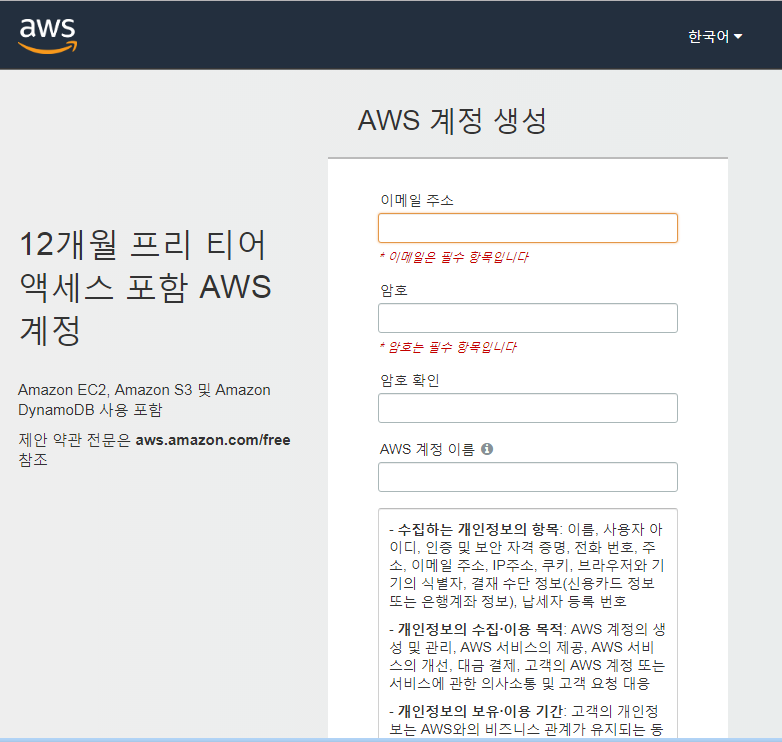 aws
한국어
AWS 계정 생성
12개월 프리 티어
액세스 포함 AWS
계정
Amazon EC2, Amazon S3 및 Amazon
DynamoDB 사용 포함
제안 약관 전문은 aws.amazon.com/free
참조
이메일 주소
* 이메일은 필수 항목입니다
암호
* 암호는 필수 항목입니다
암호 확인
AWS 계정 이름
- 수집하는 개인정보의 항목: 이름, 사용자 아
이디, 인증 및 보안 자격 증명, 전화 번호, 주
소, 이메일 주소, IP주소, 쿠키, 브라우저와 기
기의 식별자, 결재 수단 정보(신용카드 정보
또는 은행계좌 정보), 납세자 등록 번호
- 개인정보의 수집·이용 목적: AWS 계정의 생
성 및 관리, AWS 서비스의 제공, AWS 서비
스의 개선, 대금 결제, 고객의 AWS 계정 또는
서비스에 관한 의사소통 및 고객 요청 대응
- 개인정보의 보유·이용 기간: 고객의 개인정
보는 AWS와의 비즈니스 관계가 유지되는 동